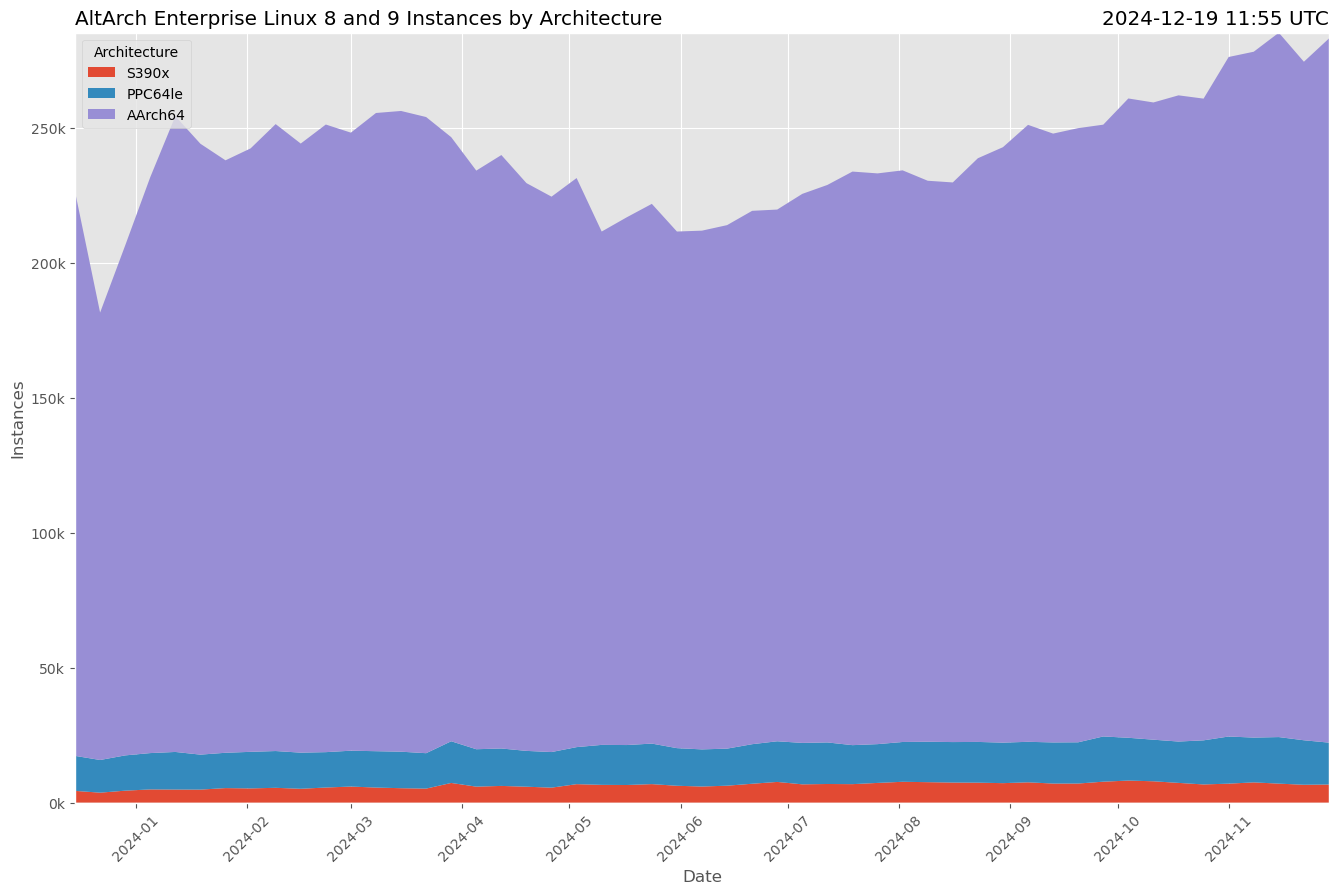 AltArch Enterprise Linux 8 and 9 Instances by Architecture
2024-12-19 11:55 UTC
Architecture
S390x
PPC64le
AArch64
250k
200k
150k
100k
50k
0k
Instances
2024-01
2024-02
2024-03
2024-04
2024-05
2024-06
2024-07
2024-08
2024-09
2024-10
2024-11
Date